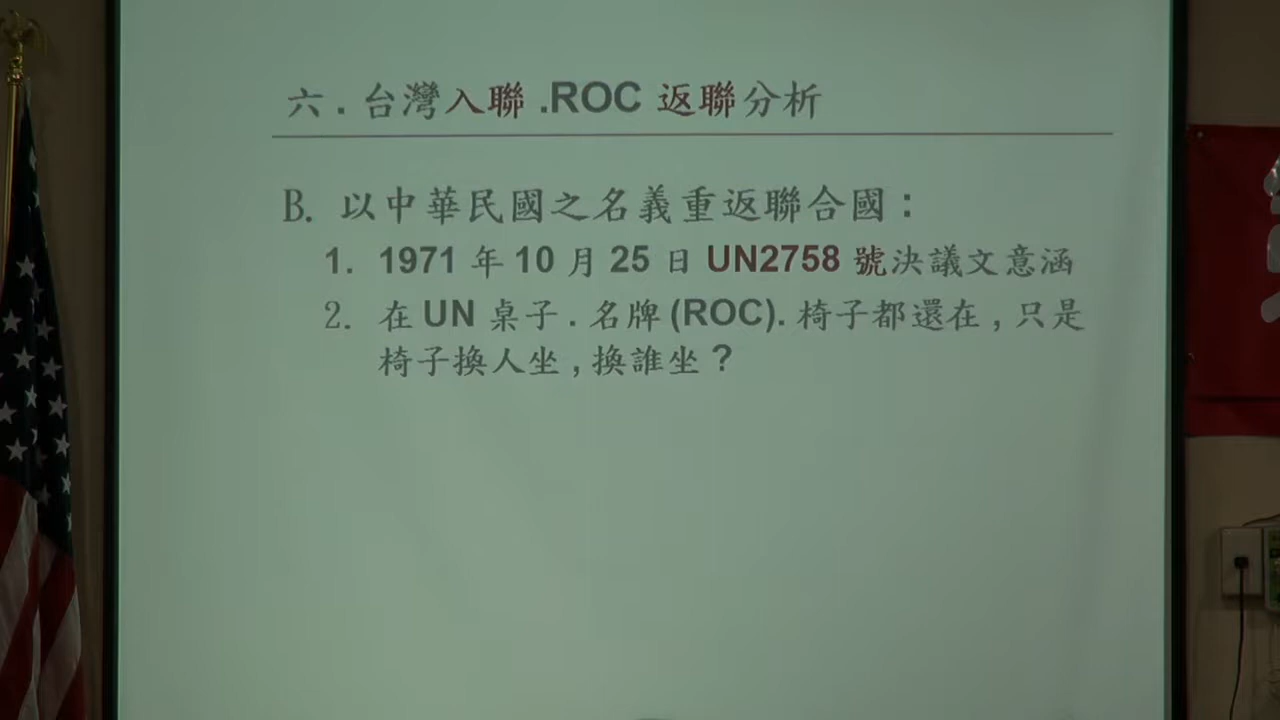 六 . 台灣入聯 .ROC 返聯分析
B. 以中華民國之名義重返聯合國：
1. 1971 年 10 月 25 日 UN2758 號決議文意涵
2. 在 UN 桌子 . 名牌 (ROC). 椅子都還在 , 只是
椅子換人坐 , 換誰坐 ?